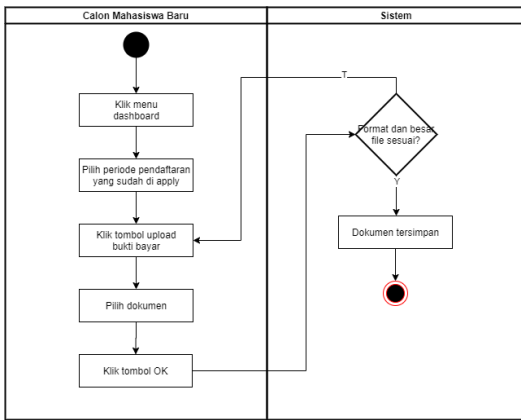 Calon Mahasiswa Baru
Sistem
T
Klik menu
dashboard
Format dan besar
file sesuai?
Pilih periode pendaftaran
yang sudah di apply
Y
Klik tombol upload
bukti bayar
Dokumen tersimpan
Pilih dokumen
Klik tombol OK